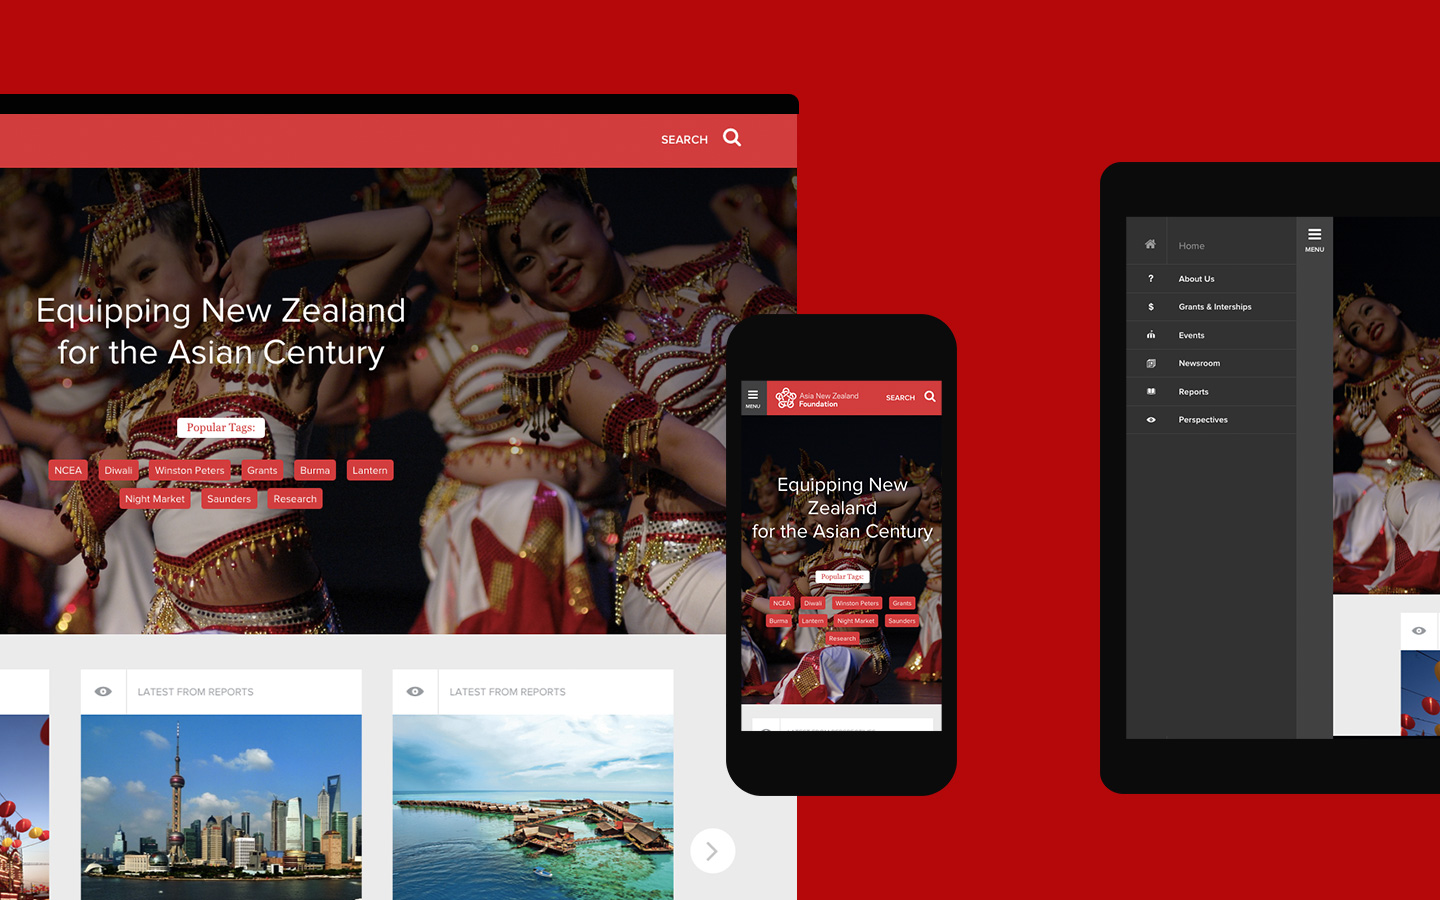 SEARCH
Equipping New Zealand
for the Asian Century
Popular Tags:
NCEA Diwali Winston Peters Grants Burma Lantern
Night Market Saunders Research
LATEST FROM REPORTS
LATEST FROM REPORTS
MENU
Asia New Zealand
Foundation
SEARCH
Equipping New
Zealand
for the Asian Century
Popular Tags:
NCEA Diwali Winston Peters Grants
Burma Lantern Night Market Saunders
Research
Home
MENU
? About Us
$ Grants & Interships
Events
Newsroom
Reports
Perspectives